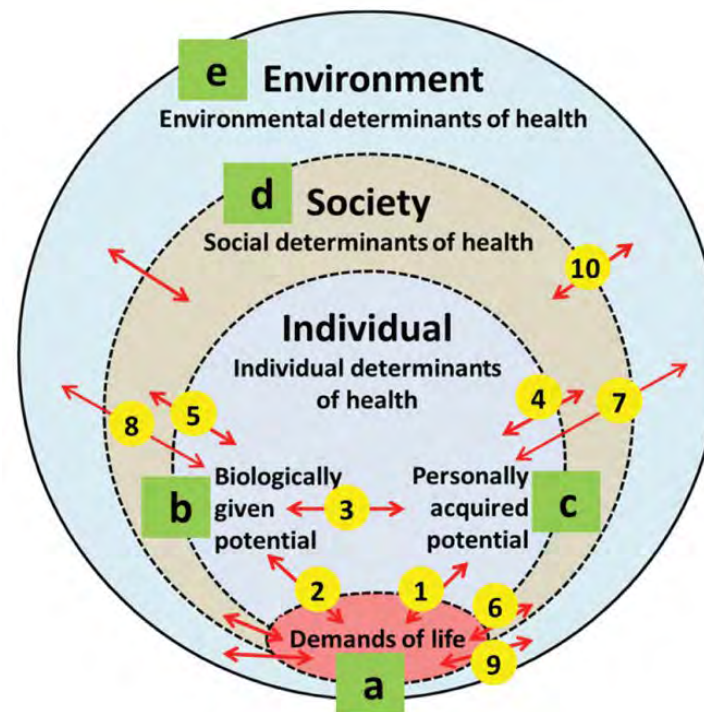 e
Environment
Environmental determinants of health
d
Society
Social determinants of health
10
Individual
Individual determinants
of health
8
5
4
7
b
Biologically
given
potential
3
Personally
acquired
potential
c
2
1
6
Demands of life
9
a